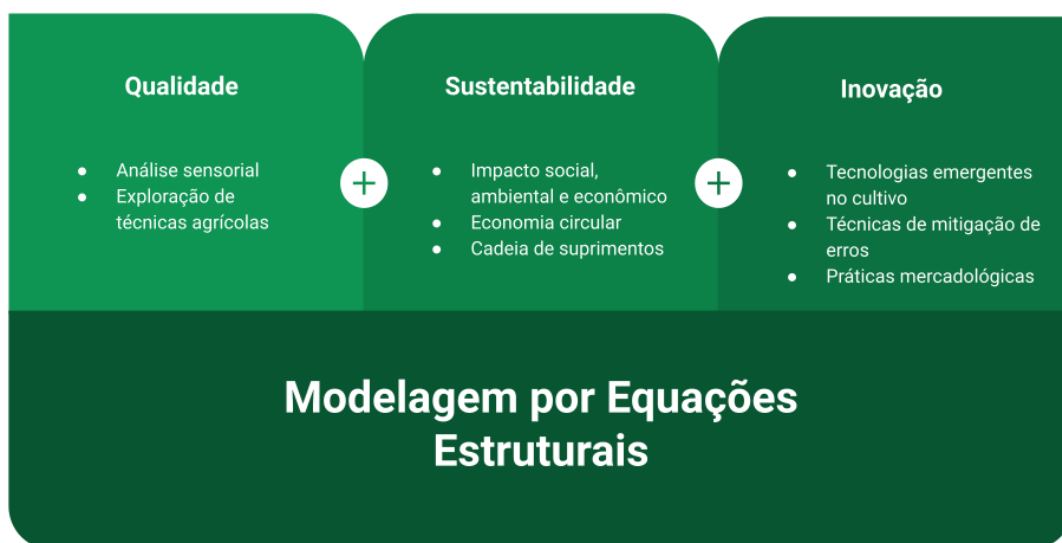 Qualidade
● Análise sensorial
● Exploração de
técnicas agrícolas
+
Sustentabilidade
● Impacto social,
ambiental e econômico
● Economia circular
● Cadeia de suprimentos
+
Inovação
● Tecnologias emergentes
no cultivo
● Técnicas de mitigação de
erros
● Práticas mercadológicas
Modelagem por Equações
Estruturais